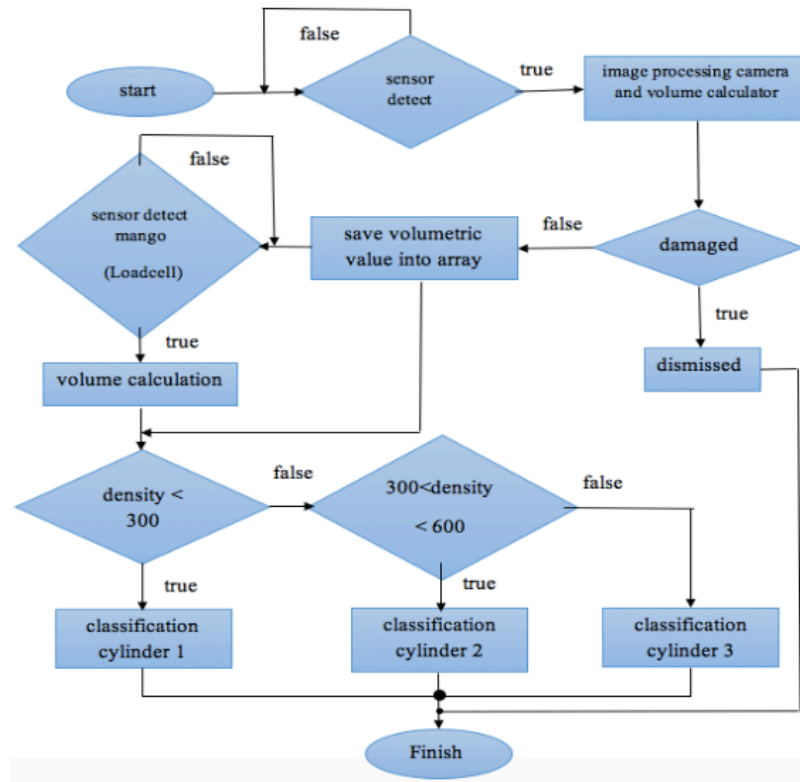 false
start
sensor
detect
true
image processing camera
and volume calculator
false
sensor detect
mango
(Loadcell)
save volumetric
value into array
false
damaged
true
true
volume calculation
dismissed
density <
300
false
300<density
< 600
false
true
true
classification
cylinder 1
classification
cylinder 2
classification
cylinder 3
Finish